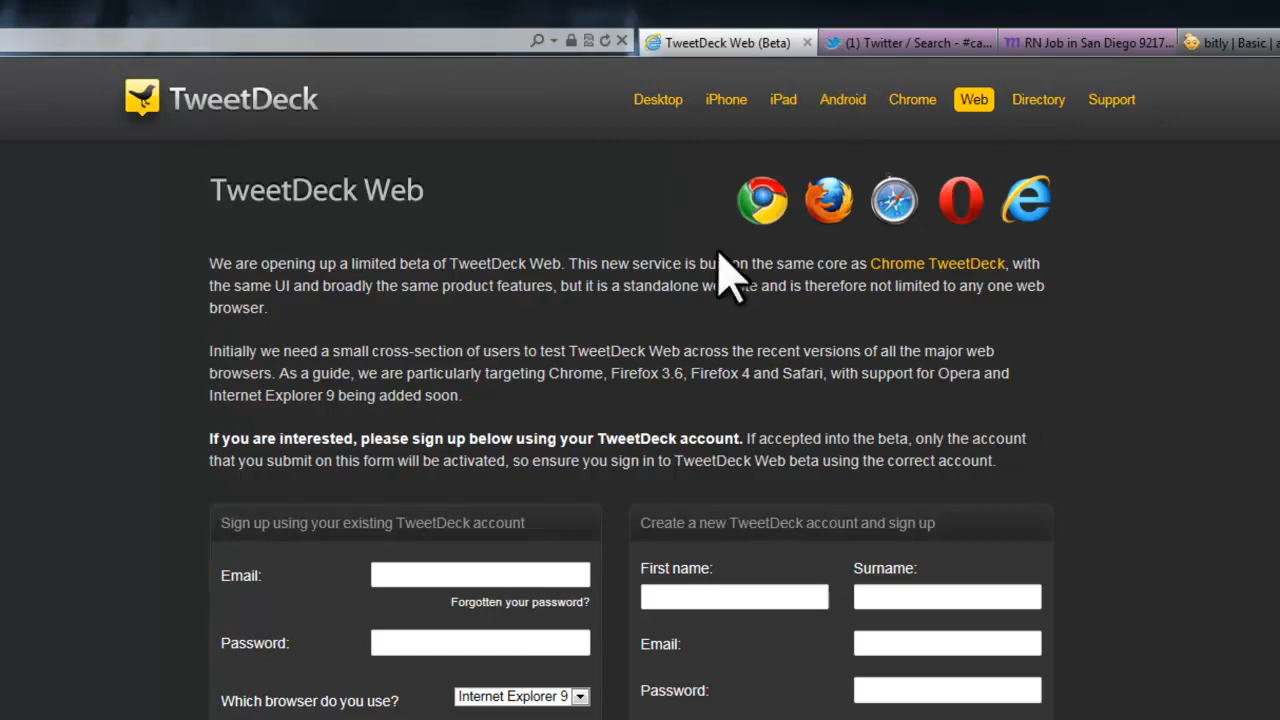 TweetDeck Web (Beta)
(1) Twitter / Search - #ca...
RN Job in San Diego 9217...
bitly | Basic | a
TweetDeck
Desktop
iPhone
iPad
Android
Chrome
Web
Directory
Support
TweetDeck Web
We are opening up a limited beta of TweetDeck Web. This new service is on the same core as Chrome TweetDeck, with
the same UI and broadly the same product features, but it is a standalone and is therefore not limited to any one web
browser.
Initially we need a small cross-section of users to test TweetDeck Web across the recent versions of all the major web
browsers. As a guide, we are particularly targeting Chrome, Firefox 3.6, Firefox 4 and Safari, with support for Opera and
Internet Explorer 9 being added soon.
If you are interested, please sign up below using your TweetDeck account. If accepted into the beta, only the account
that you submit on this form will be activated, so ensure you sign in to TweetDeck Web beta using the correct account.
Sign up using your existing TweetDeck account
Email:
Forgotten your password?
Password:
Which browser do you use?
Internet Explorer 9
Create a new TweetDeck account and sign up
First name:
Surname:
Email:
Password: